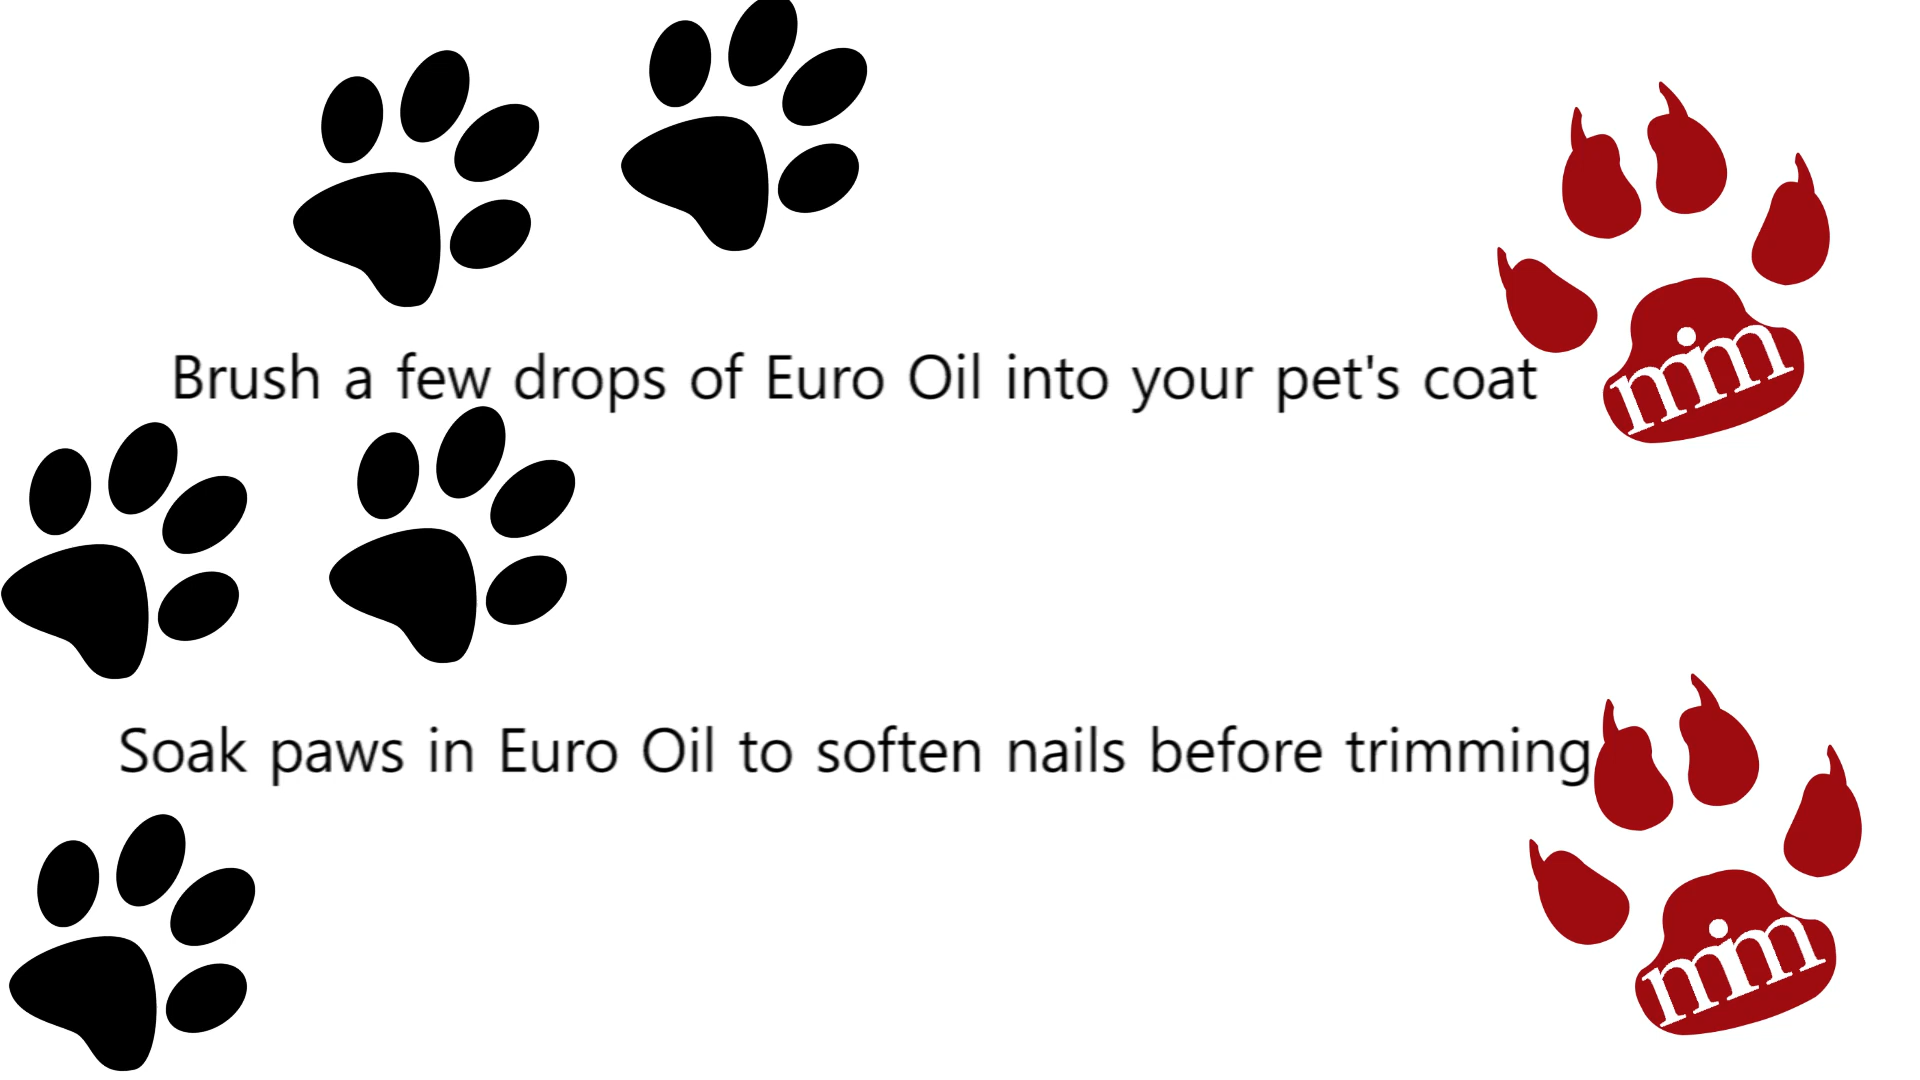 Brush a few drops of Euro Oil into your pet's coat
mm
Soak paws in Euro Oil to soften nails before trimming
mm